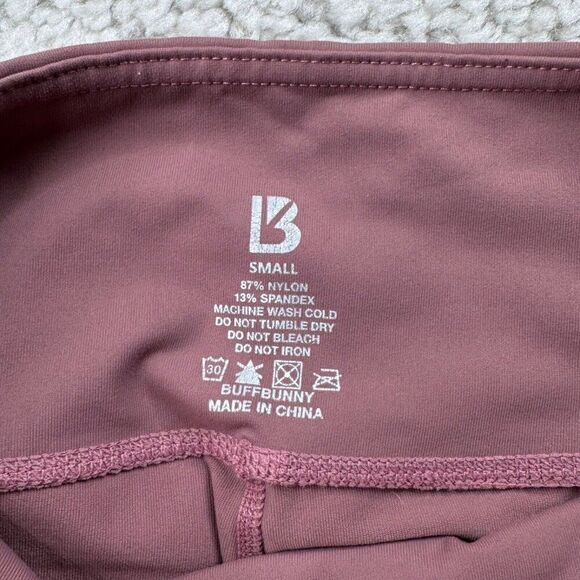 B
SMALL
87% NYLON
13% SPANDEX
MACHINE WASH COLD
DO NOT TUMBLE DRY
DO NOT BLEACH
DO NOT IRON
30
BUFFBUNNY
MADE IN CHINA